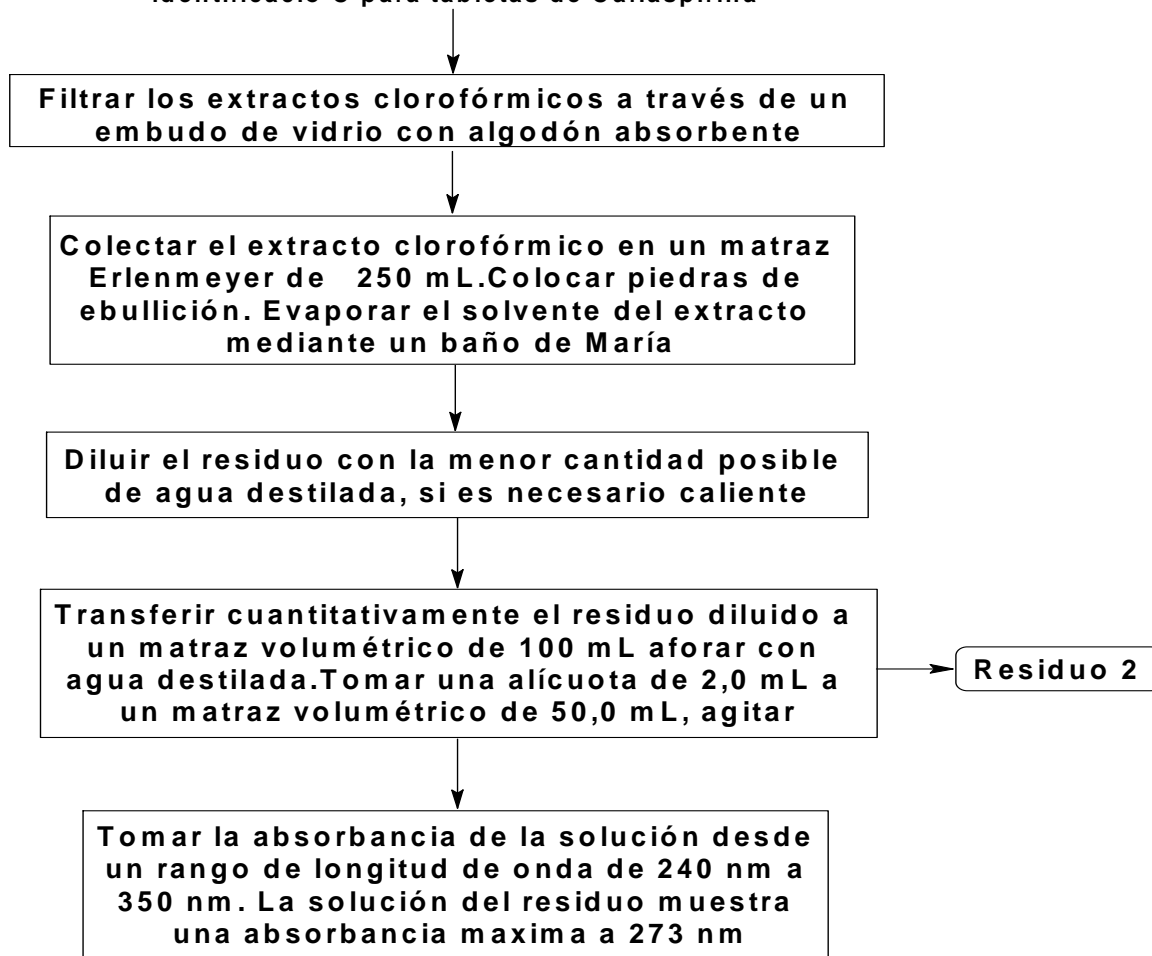 Filtrar los extractos clorofórmicos a través de un
embudo de vidrio con algodón absorbente
Colectar el extracto clorofórmico en un matraz
Erlenmeyer de 250 mL.Colocar piedras de
ebullición. Evaporar el solvente del extracto
mediante un baño de María
Diluir el residuo con la menor cantidad posible
de agua destilada, si es necesario caliente
Transferir cuantitativamente el residuo diluido a
un matraz volumétrico de 100 mL aforar con
agua destilada.Tomar una alícuota de 2,0 mL a
un matraz volumétrico de 50,0 mL, agitar
Residuo 2
Tomar la absorbancia de la solución desde
un rango de longitud de onda de 240 nm a
350 nm. La solución del residuo muestra
una absorbancia maxima a 273 nm